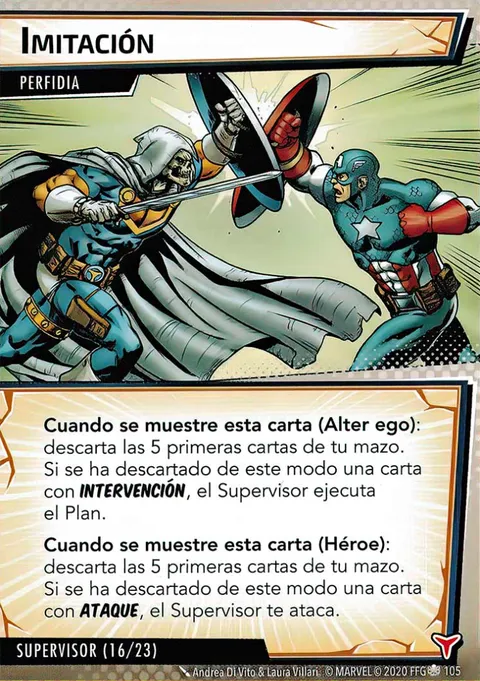 IMITACIÓN
PERFIDIA
Cuando se muestre esta carta (Alter ego):
descarta las 5 primeras cartas de tu mazo.
Si se ha descartado de este modo una carta
con INTERVENCIÓN, el Supervisor ejecuta
el Plan.
Cuando se muestre esta carta (Héroe):
descarta las 5 primeras cartas de tu mazo.
Si se ha descartado de este modo una carta
con ATAQUE, el Supervisor te ataca.
SUPERVISOR (16/23)
Andrea Di Vito & Laura Villari. © MARVEL © 2020 FFG 105